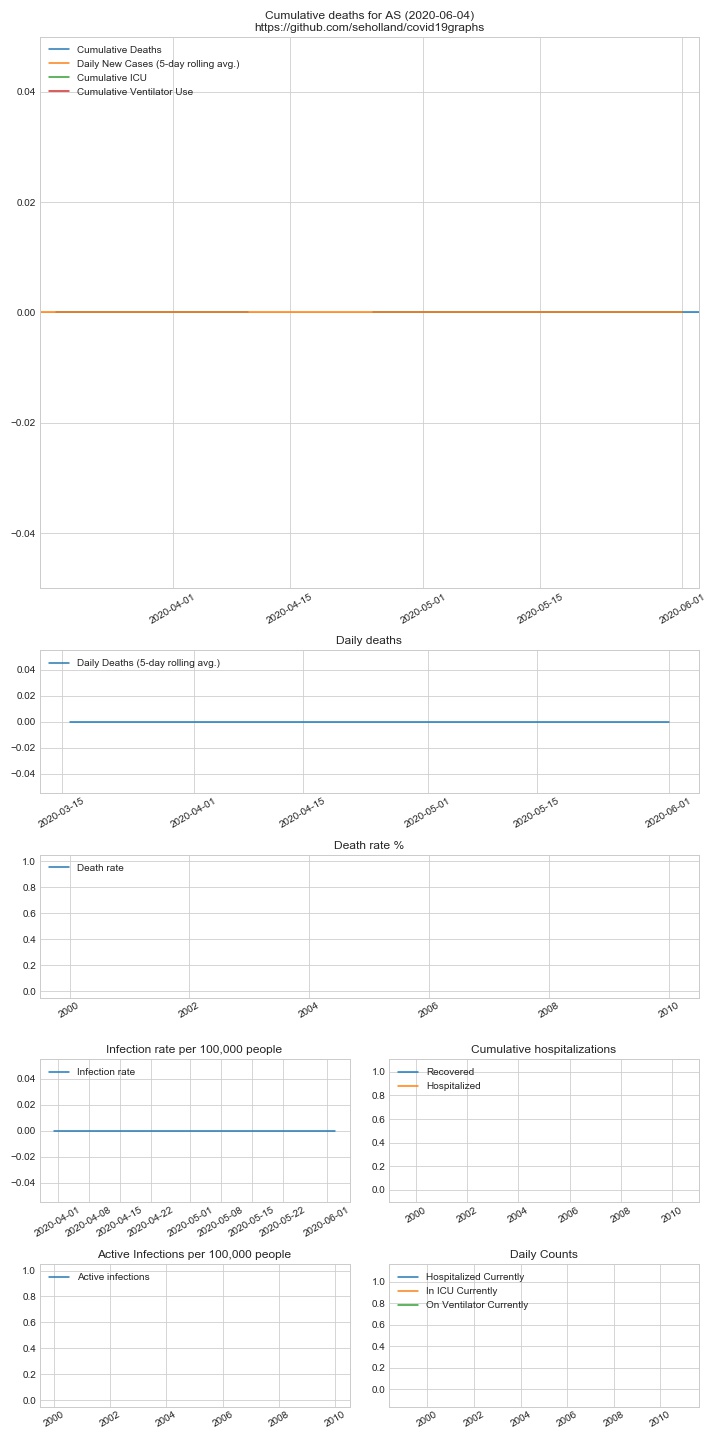 Cumulative deaths for AS (2020-06-04)
https://github.com/seholland/covid19graphs
Cumulative Deaths
Daily New Cases (5-day rolling avg.)
Cumulative ICU
Cumulative Ventilator Use
0.04
0.02
0.00
−0.02
−0.04
2020-04-01 2020-04-15 2020-05-01 2020-05-15 2020-06-01
Daily deaths
Daily Deaths (5-day rolling avg.)
0.04
0.02
0.00
−0.02
−0.04
2020-03-15 2020-04-01 2020-04-15 2020-05-01 2020-05-15 2020-06-01
Death rate %
Death rate
1.0
0.8
0.6
0.4
0.2
0.0
2000 2002 2004 2006 2008 2010
Infection rate per 100,000 people
Infection rate
0.04
0.02
0.00
−0.02
−0.04
2020-04-01 2020-04-08 2020-04-15 2020-04-22 2020-05-01 2020-05-08 2020-05-15 2020-05-22 2020-06-01
Cumulative hospitalizations
Recovered
Hospitalized
1.0
0.8
0.6
0.4
0.2
0.0
2000 2002 2004 2006 2008 2010
Active Infections per 100,000 people
Active infections
1.0
0.8
0.6
0.4
0.2
0.0
2000 2002 2004 2006 2008 2010
Daily Counts
Hospitalized Currently
In ICU Currently
On Ventilator Currently
1.0
0.8
0.6
0.4
0.2
0.0
2000 2002 2004 2006 2008 2010